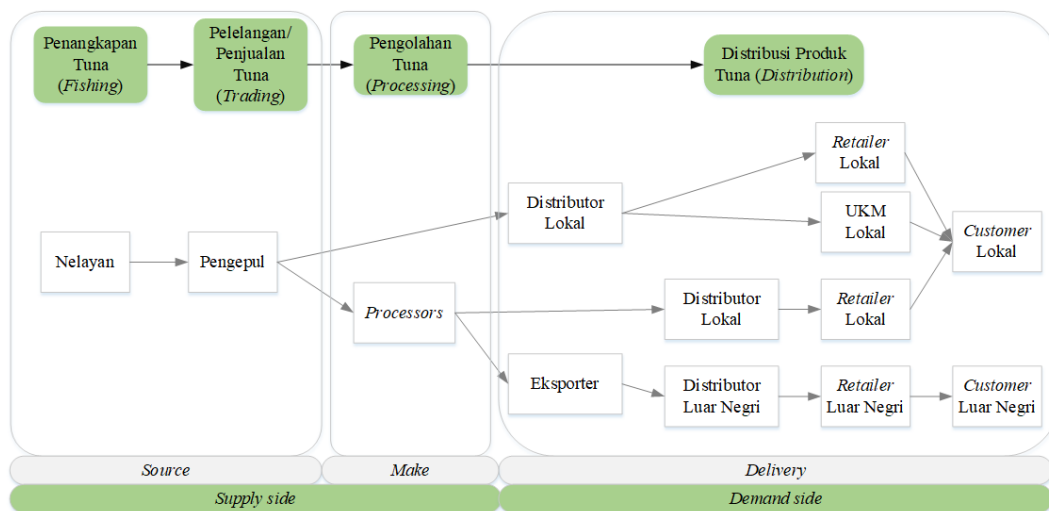 Penangkapan
Tuna
(Fishing)
Pelelangan/
Penjualan
Tuna
(Trading)
Pengolahan
Tuna
(Processing)
Distribusi Produk
Tuna (Distribution)
Retailer
Lokal
Distributor
Lokal
UKM
Lokal
Customer
Lokal
Nelayan
Pengepul
Processors
Distributor
Lokal
Retailer
Lokal
Eksporter
Distributor
Luar Negri
Retailer
Luar Negri
Customer
Luar Negri
Source
Make
Delivery
Supply side
Demand side